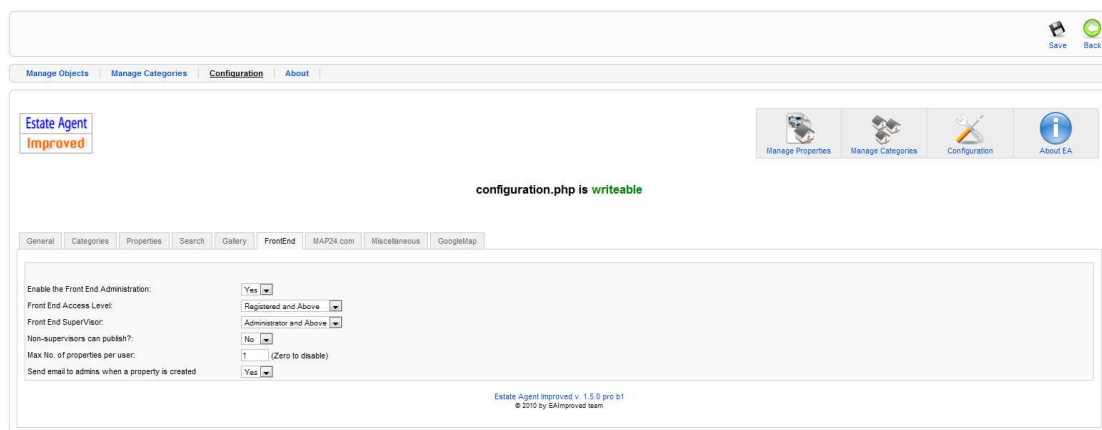 Save Back
Manage Objects Manage Categories Configuration About
Estate Agent
Improved
Manage Properties Manage Categories Configuration About EA
configuration.php is writeable
General Categories Properties Search Gallery FrontEnd MAP24.com Miscellaneous GoogleMap
Enable the Front End Administration: Yes
Front End Access Level: Registered and Above
Front End SuperVisor: Administrator and Above
Non-supervisors can publish?: No
Max No. of properties per user: 1 (Zero to disable)
Send email to admins when a property is created Yes
Estate Agent Improved v. 1.5.0 pro b1
© 2010 by EAImproved team